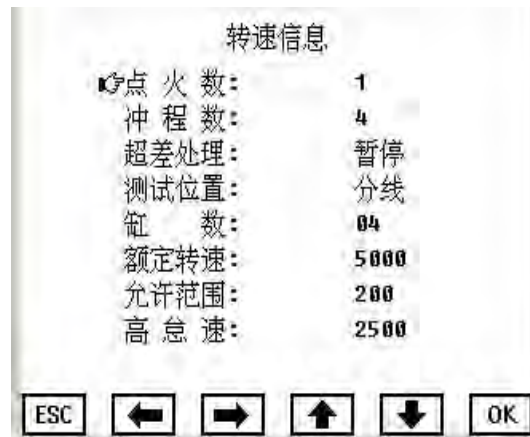 转速信息
点 火 数: 1
冲 程 数: 4
超差处理: 暂停
测试位置: 分线
缸 数: 04
额定转速: 5000
允许范围: 200
高 怠 速: 2500
ESC OK